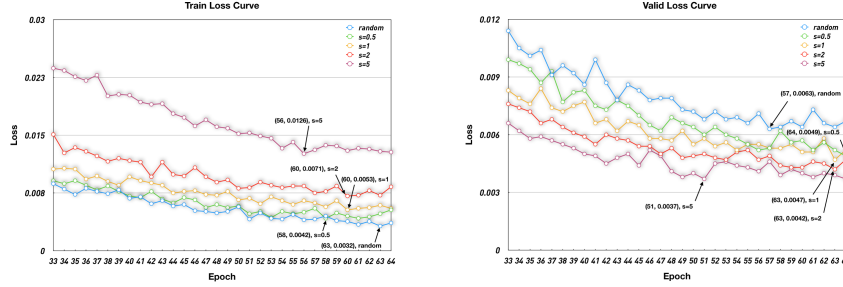 Train Loss Curve
0.03
0.023
0.015
0.008
0
Loss
random
s=0.5
s=1
s=2
s=5
(56, 0.0126), s=5
(60, 0.0071), s=2
(60, 0.0053), s=1
(58, 0.0042), s=0.5
(63, 0.0032), random
33 34 35 36 37 38 39 40 41 42 43 44 45 46 47 48 49 50 51 52 53 54 55 56 57 58 59 60 61 62 63 64
Epoch
Valid Loss Curve
0.012
0.009
0.006
0.003
0
Loss
random
s=0.5
s=1
s=2
s=5
(57, 0.0063), random
(64, 0.0049), s=0.5
(51, 0.0037), s=5
(63, 0.0047), s=1
(63, 0.0042), s=2
33 34 35 36 37 38 39 40 41 42 43 44 45 46 47 48 49 50 51 52 53 54 55 56 57 58 59 60 61 62 63
Epoch